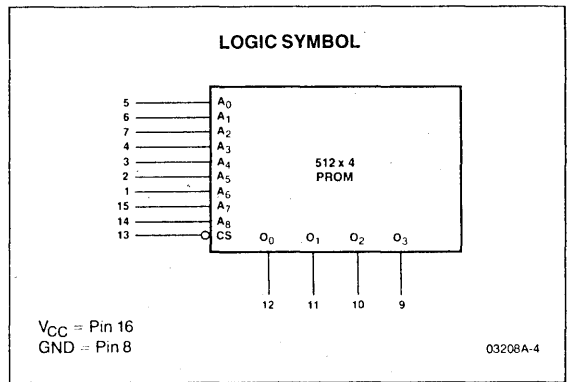 LOGIC SYMBOL
5 A0
6 A1
7 A2
4 A3
3 A4
2 A5
1 A6
15 A7
14 A8
13 CS
512 x 4
PROM
O0 O1 O2 O3
12 11 10 9
VCC = Pin 16
GND = Pin 8
03208A-4